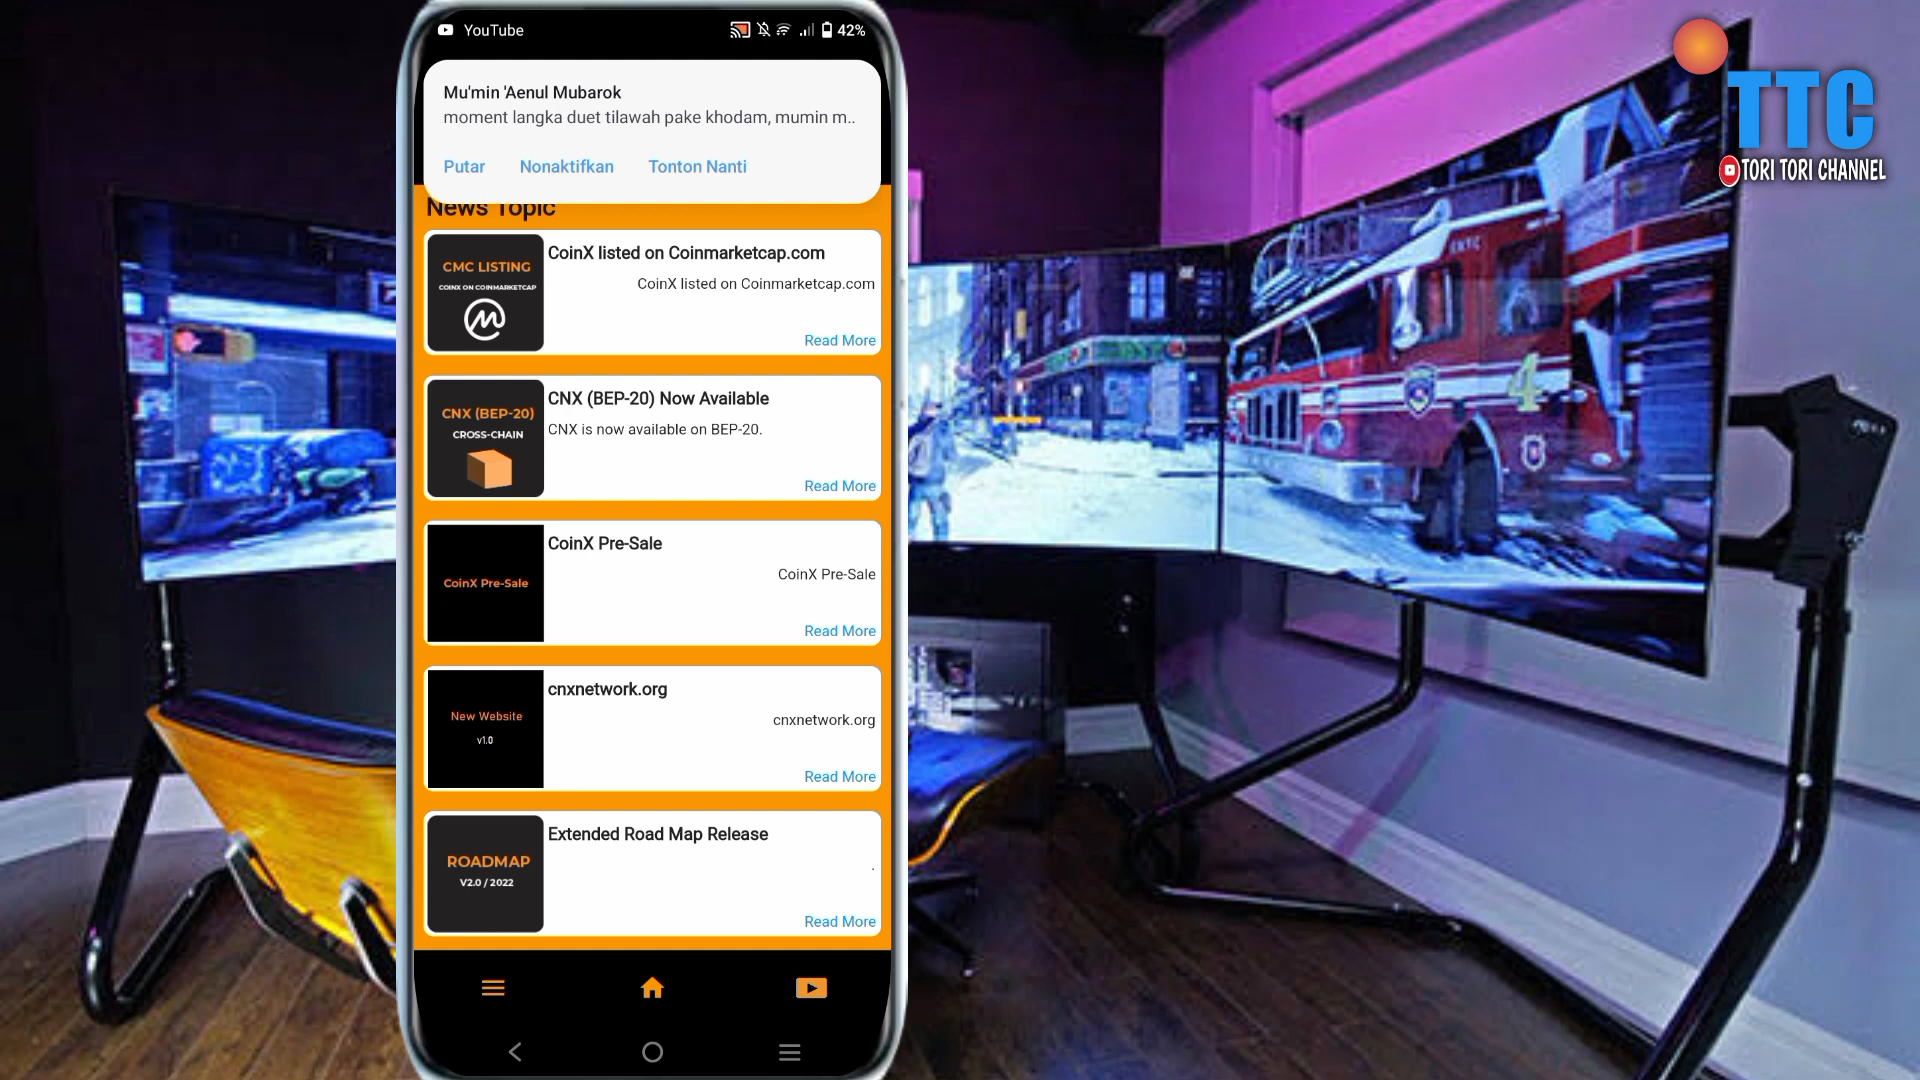 YouTube
42%
Mu'min 'Aenul Mubarok
moment langka duet tilawah pake khodam, mumin m..
Putar Nonaktifkan Tonton Nanti
News Topic
CMC LISTING
COINX ON COINMARKETCAP
CoinX listed on Coinmarketcap.com
CoinX listed on Coinmarketcap.com
Read More
CNX (BEP-20)
CROSS-CHAIN
CNX (BEP-20) Now Available
CNX is now available on BEP-20.
Read More
CoinX Pre-Sale
CoinX Pre-Sale
CoinX Pre-Sale
Read More
New Website
v1.0
cnxnetwork.org
cnxnetwork.org
Read More
ROADMAP
V2.0 / 2022
Extended Road Map Release
.
Read More
TTC
TORI TORI CHANNEL
4